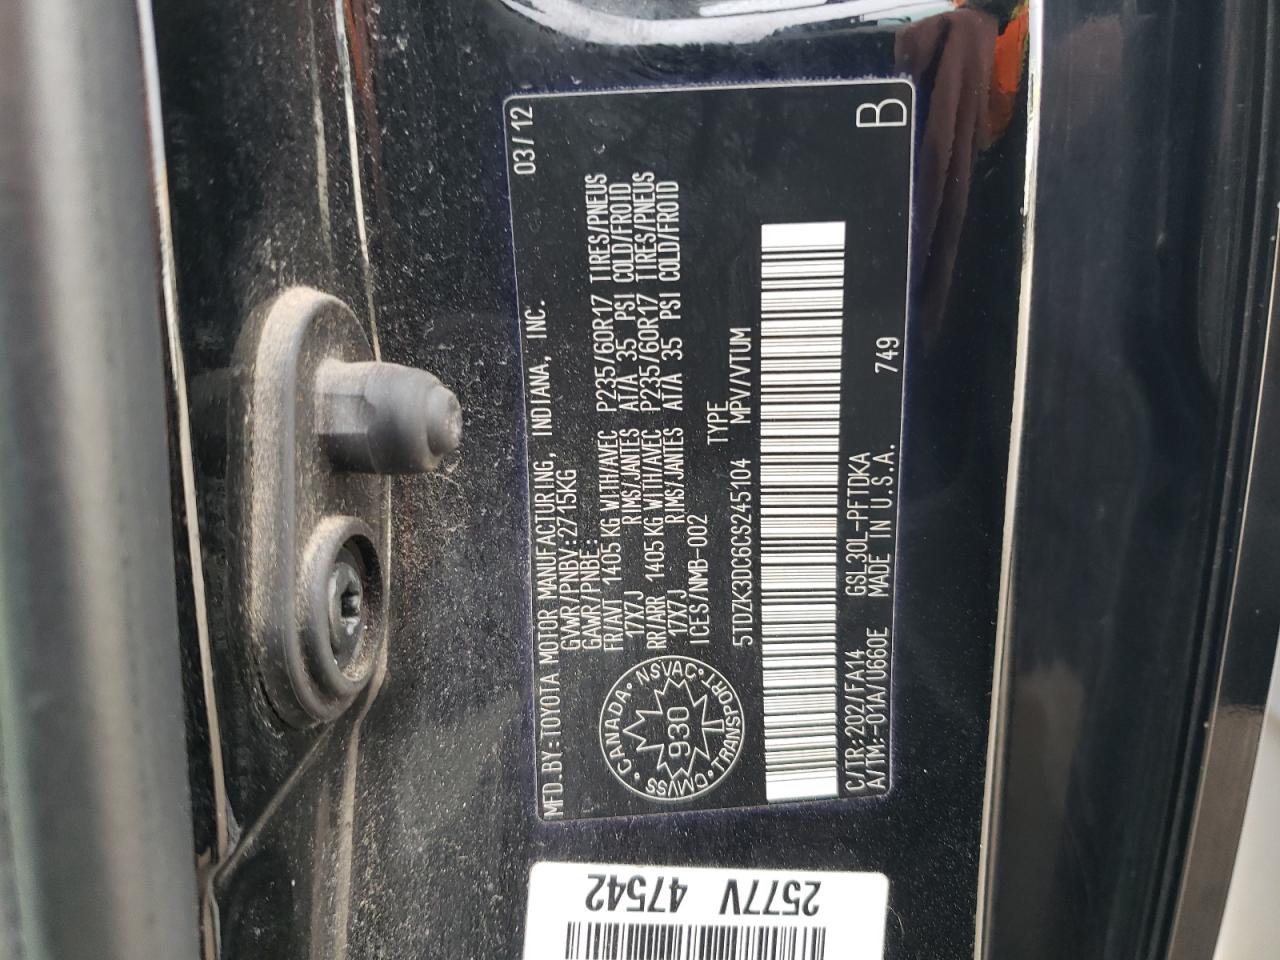 MFD.BY:TOYOTA MOTOR MANUFACTURING, INDIANA, INC. 03/12
GVWR/PNBV:2715KG
GAWR/PNBE:
FR/AVT 1405 KG WITH/AVEC P235/60R17 TIRES/PNEUS
17X7J RIMS/JANTES AT/A 35 PSI COLD/FROID
RR/ARR 1405 KG WITH/AVEC P235/60R17 TIRES/PNEUS
17X7J RIMS/JANTES AT/A 35 PSI COLD/FROID
ICES/NMB-002
TYPE
5TDZK3DC6CS245104 MPV/VTUM
CANADA • NSVAC • TRANSPORT • CMVSS •
930
C/TR:202/FA14 GSL30L-PFTDKA 749 B
A/TM:-01A/U660E MADE IN U.S.A.
2577V 47542